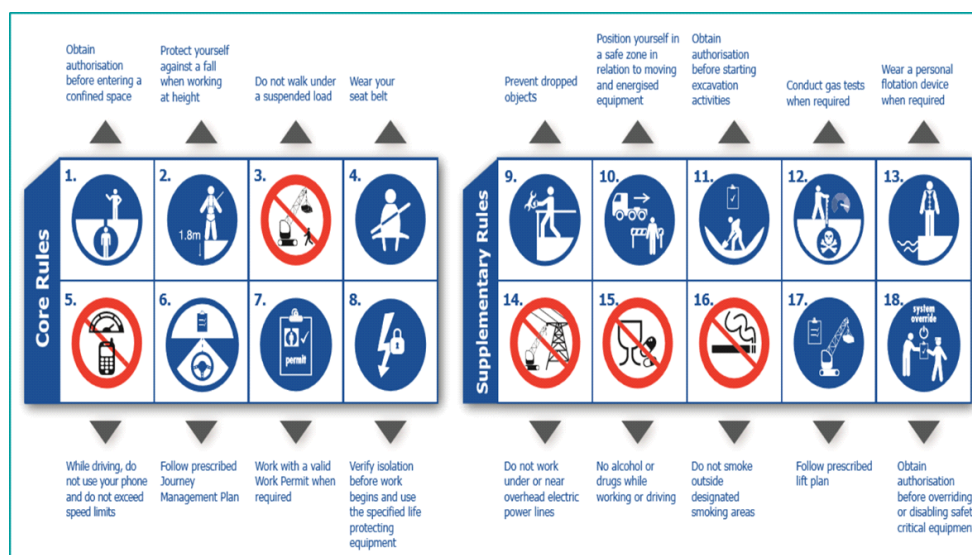 Obtain
authorisation
before entering a
confined space
Protect yourself
against a fall
when working
at height
Do not walk under
a suspended load
Wear your
seat belt
Prevent dropped
objects
Position yourself in
a safe zone in
relation to moving
and energised
equipment
Obtain
authorisation
before starting
excavation
activities
Conduct gas tests
when required
Wear a personal
flotation device
when required
Core Rules
1.
2.
1.8m
3.
4.
5.
6.
7.
permit
8.
Supplementary Rules
9.
10.
11.
12.
13.
14.
15.
16.
17.
18.
system
override
While driving, do
not use your phone
and do not exceed
speed limits
Follow prescribed
Journey
Management Plan
Work with a valid
Work Permit when
required
Verify isolation
before work
begins and use
the specified life
protecting
equipment
Do not work
under or near
overhead electric
power lines
No alcohol or
drugs while
working or driving
Do not smoke
outside
designated
smoking areas
Follow prescribed
lift plan
Obtain
authorisation
before overriding
or disabling safet
critical equipmen